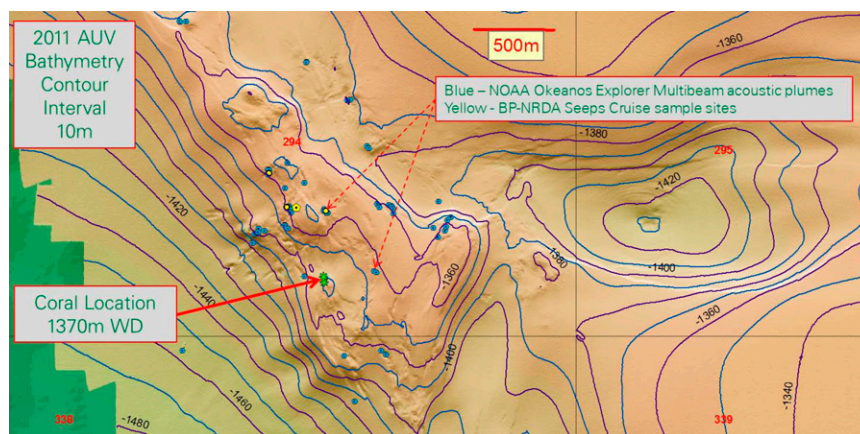 2011 AUV
Bathymetry
Contour
Interval
10m
500m
Blue – NOAA Okeanos Explorer Multibeam acoustic plumes
Yellow - BP-NRDA Seeps Cruise sample sites
Coral Location
1370m WD
-1360
-1380
294
295
-1420
-1420
-1400
1380
-1360
-1440
-1360
-1400
-1340
-1460
-1480
338
339